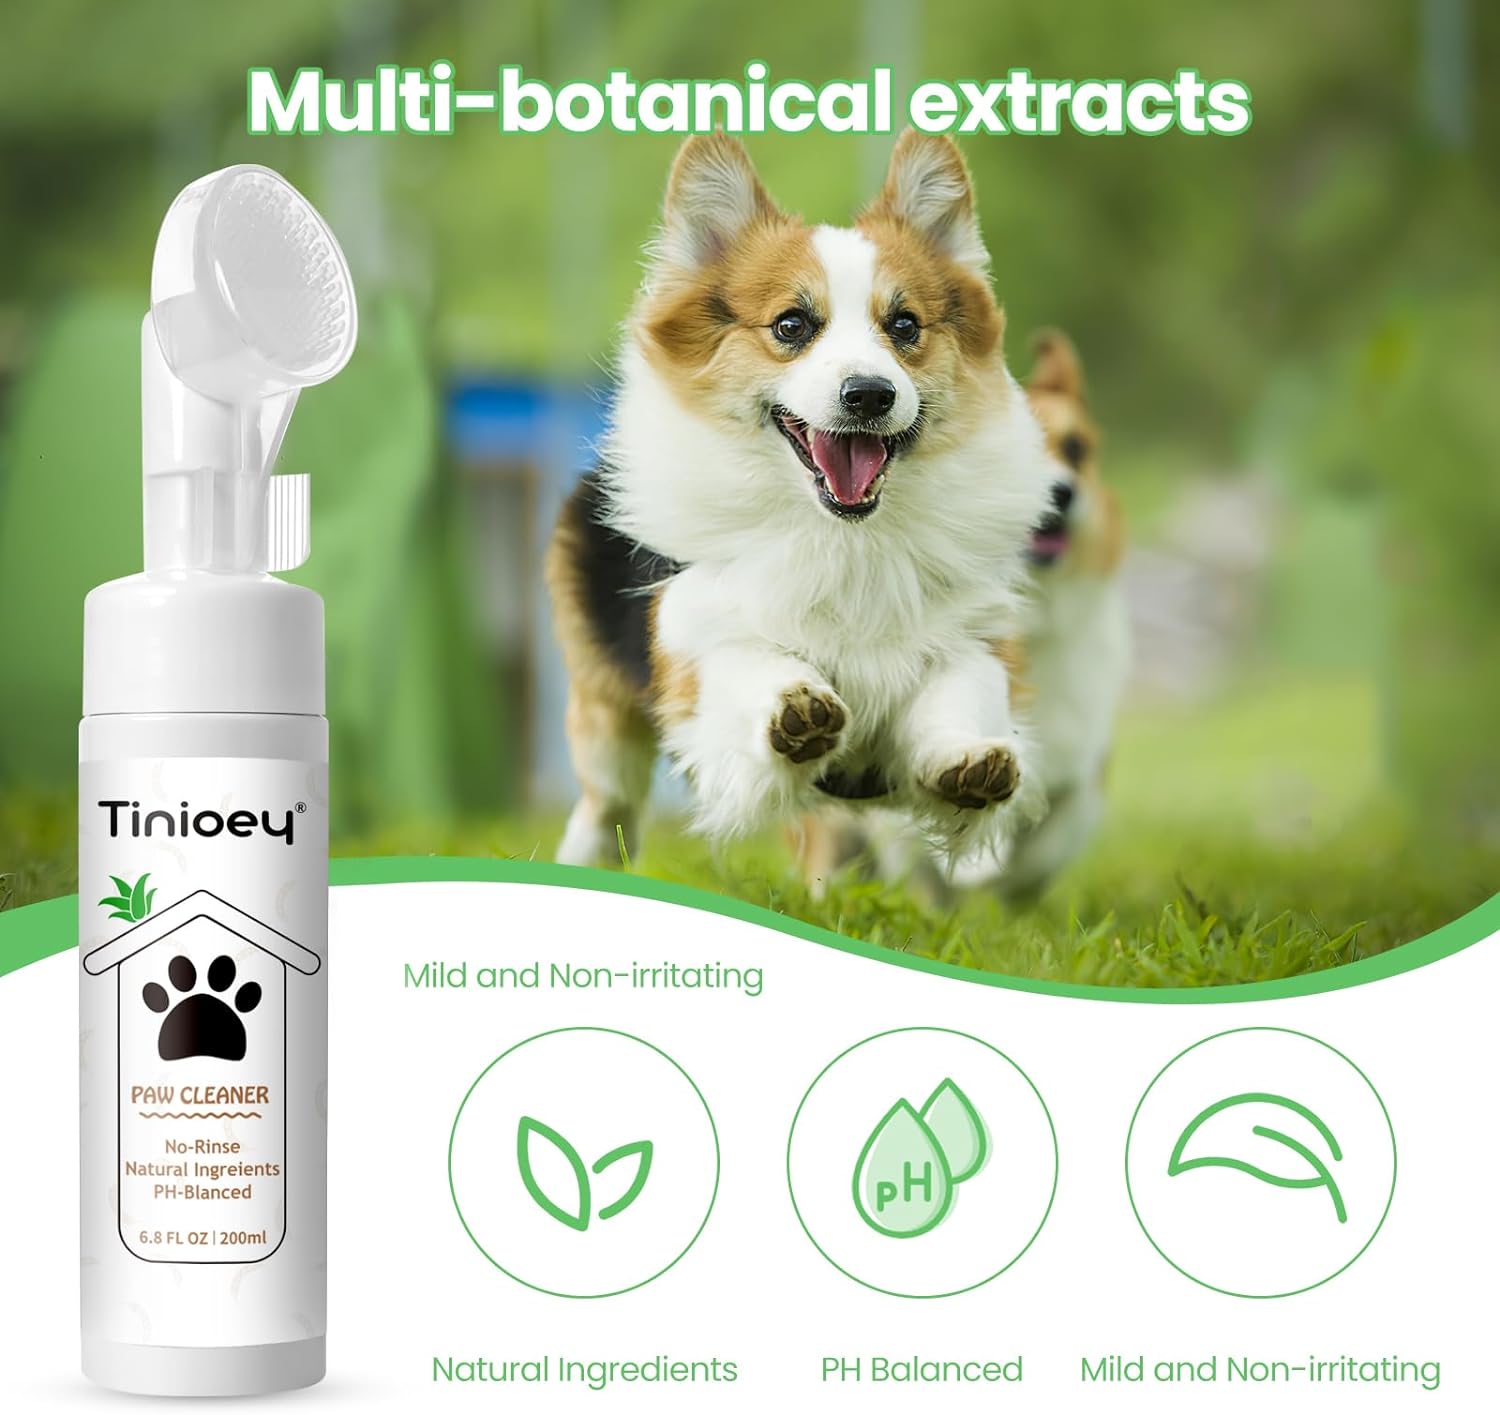 Multi-botanical extracts
Tinioey®
PAW CLEANER
No-Rinse
Natural Ingreients
PH-Blanced
6.8 FL OZ | 200ml
Mild and Non-irritating
pH
Natural Ingredients
PH Balanced
Mild and Non-irritating